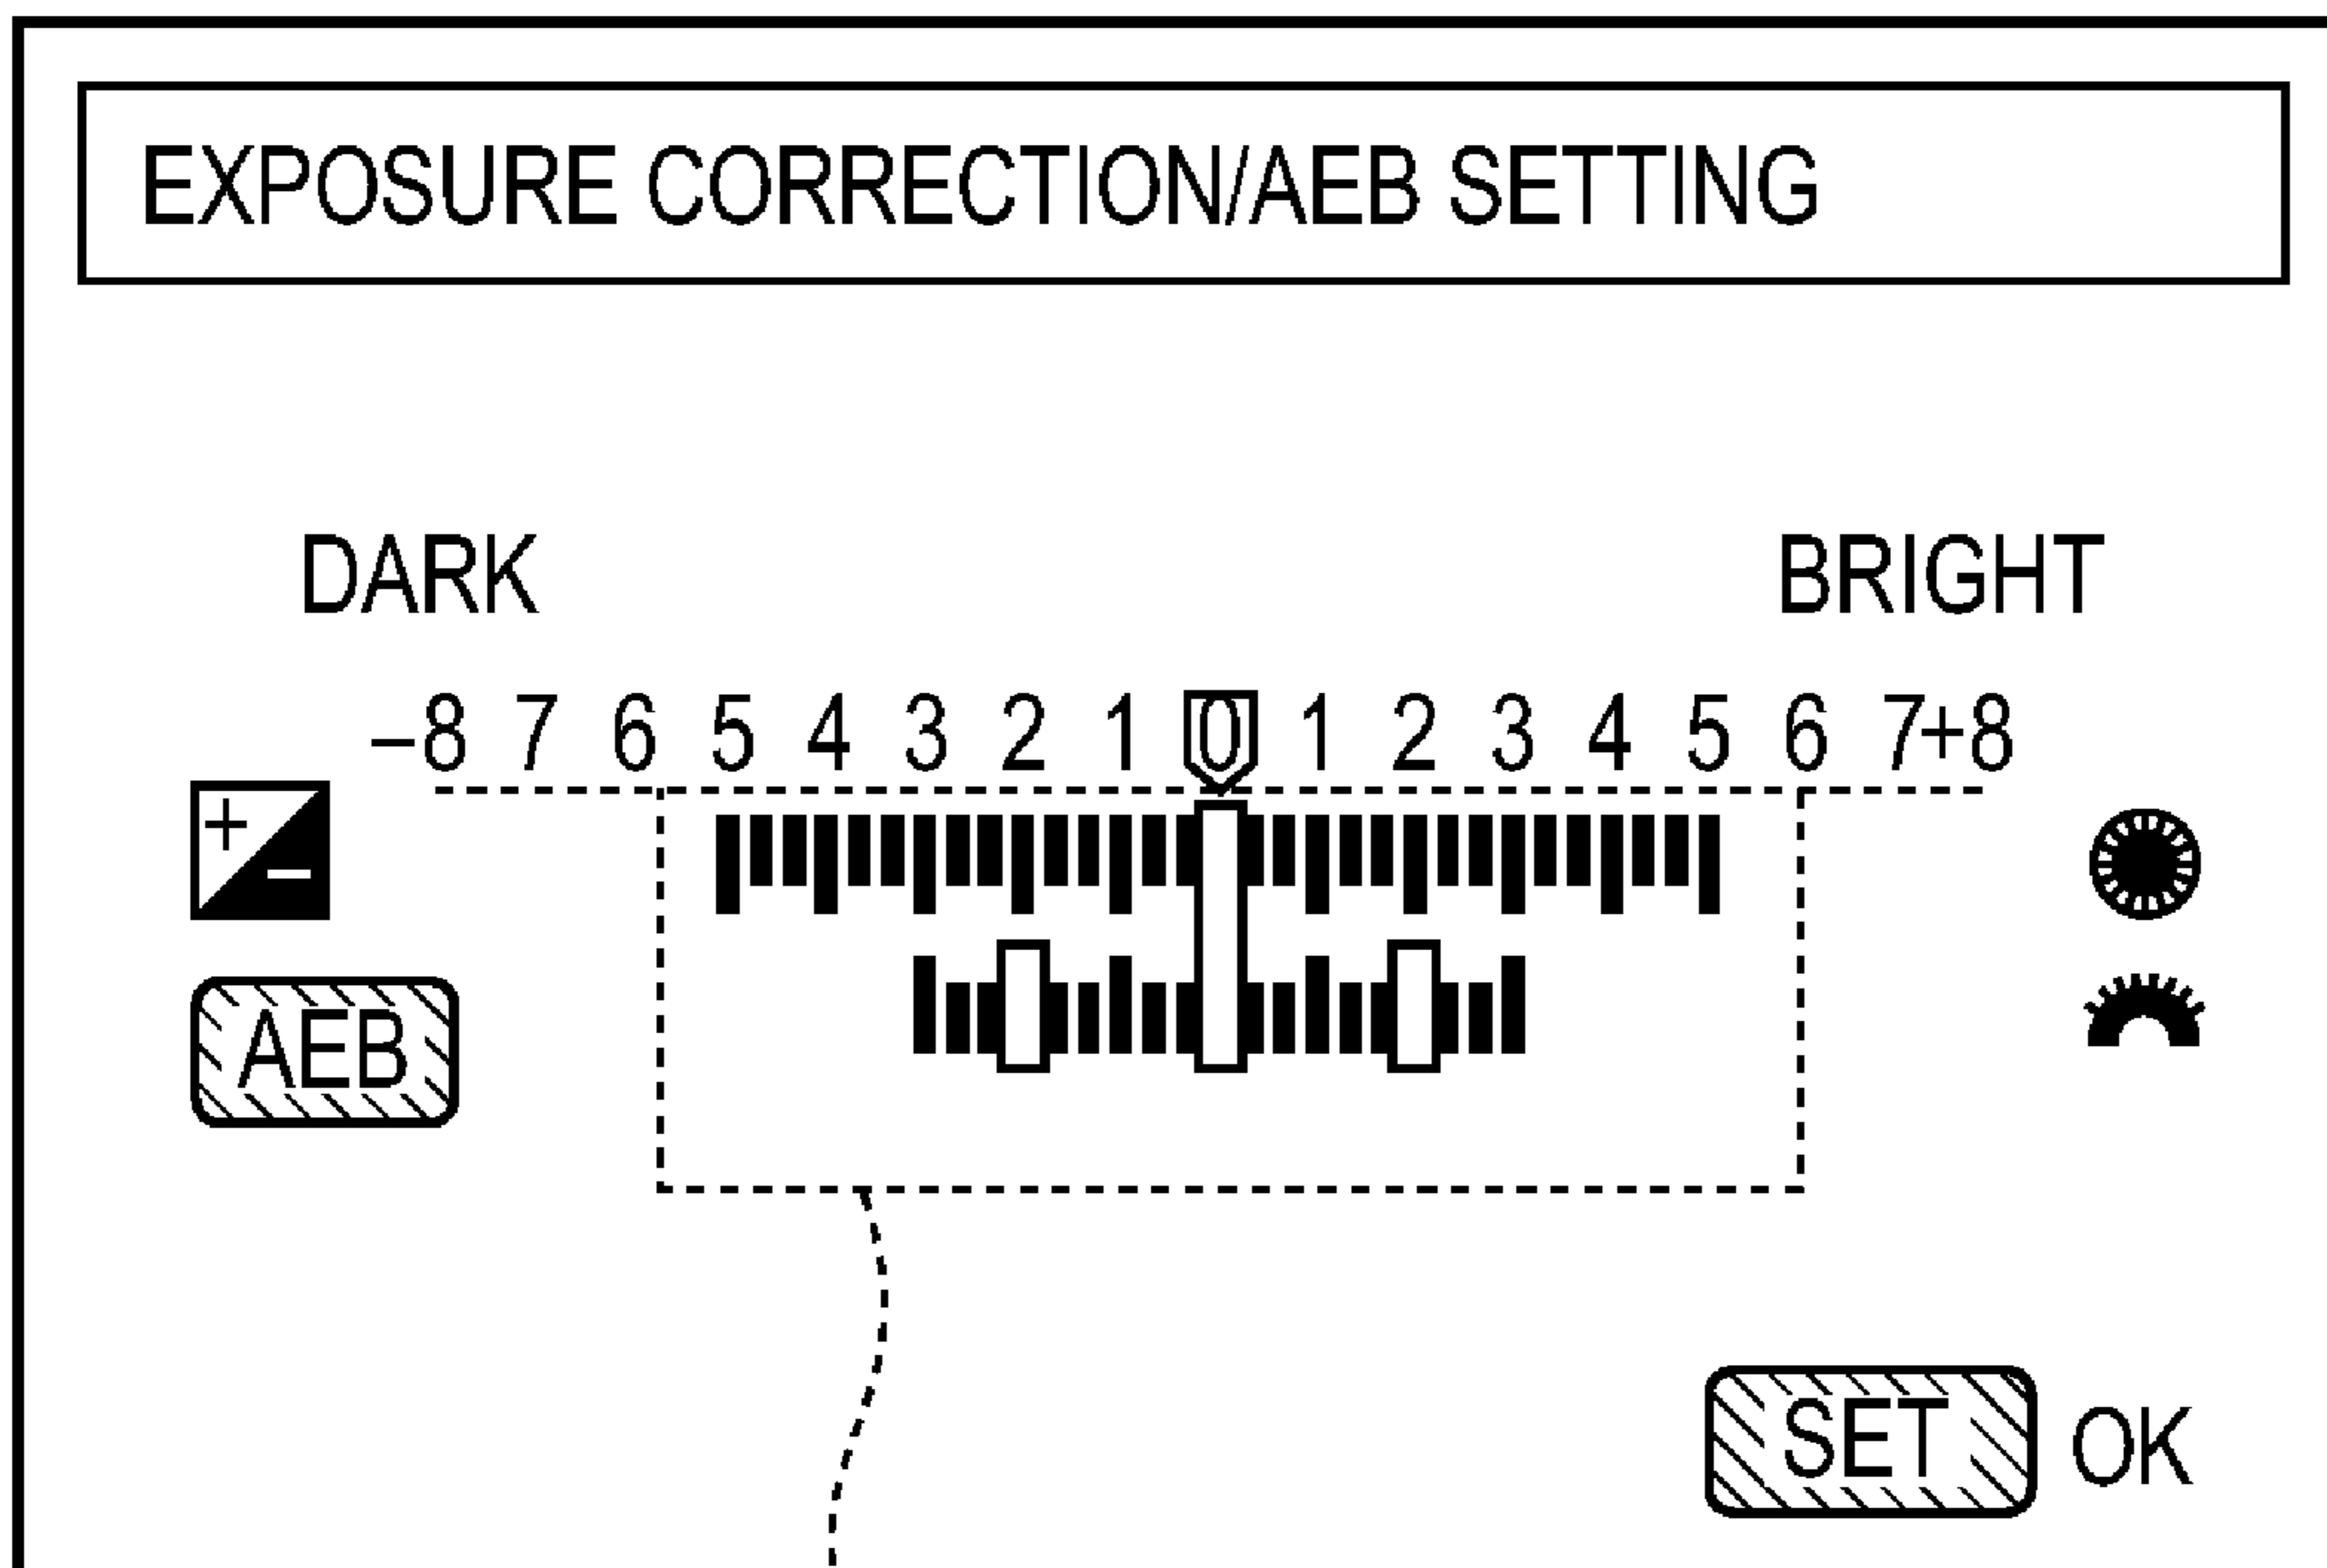 EXPOSURE CORRECTION/AEB SETTING
DARK BRIGHT
–8 7 6 5 4 3 2 1 0 1 2 3 4 5 6 7+8
+ –
AEB
SET OK